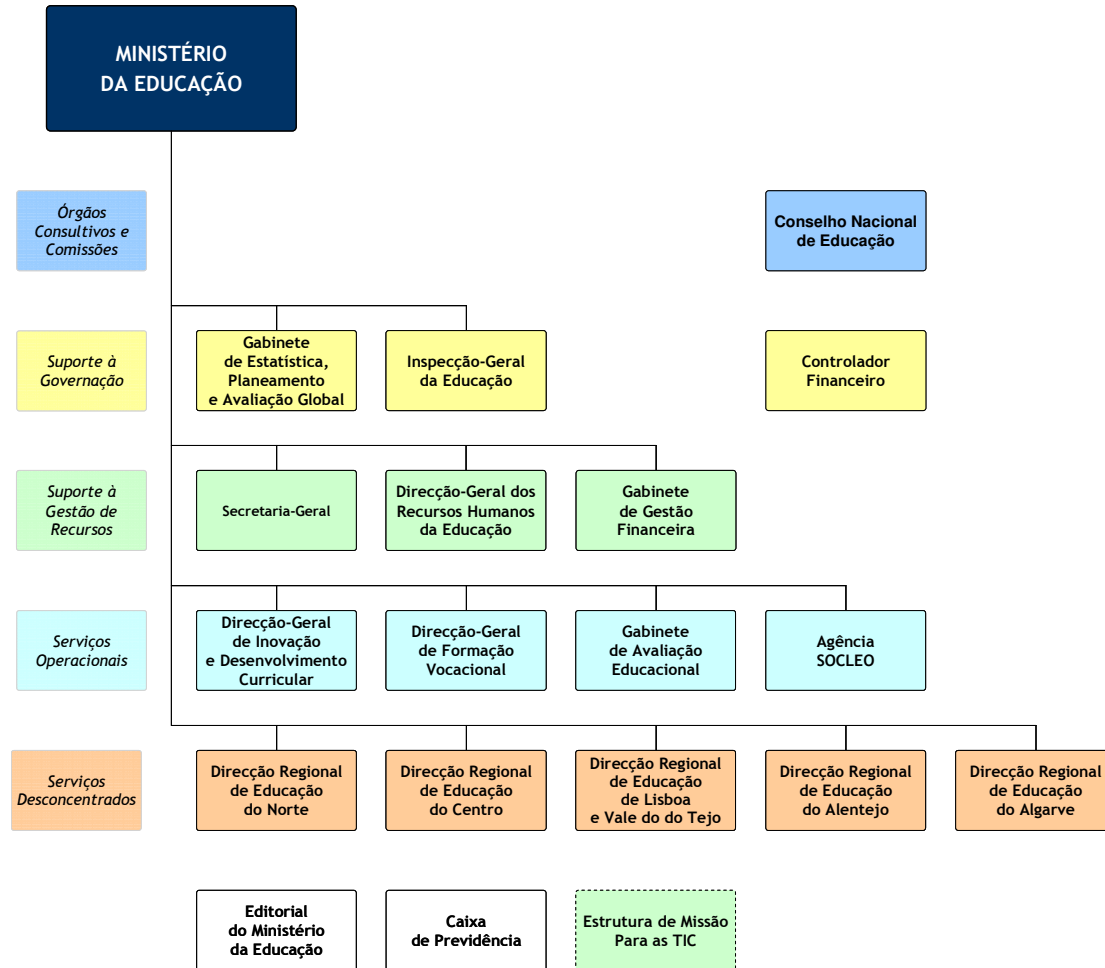 MINISTÉRIO
DA EDUCAÇÃO
Órgãos
Consultivos e
Comissões
Conselho Nacional
de Educação
Suporte à
Governação
Gabinete
de Estatística,
Planeamento
e Avaliação Global
Inspecção-Geral
da Educação
Controlador
Financeiro
Suporte à
Gestão de
Recursos
Secretaria-Geral
Direcção-Geral dos
Recursos Humanos
da Educação
Gabinete
de Gestão
Financeira
Serviços
Operacionais
Direcção-Geral
de Inovação
e Desenvolvimento
Curricular
Direcção-Geral
de Formação
Vocacional
Gabinete
de Avaliação
Educacional
Agência
SOCLEO
Serviços
Desconcentrados
Direcção Regional
de Educação
do Norte
Direcção Regional
de Educação
do Centro
Direcção Regional
de Educação
de Lisboa
e Vale do do Tejo
Direcção Regional
de Educação
do Alentejo
Direcção Regional
de Educação
do Algarve
Editorial
do Ministério
da Educação
Caixa
de Previdência
Estrutura de Missão
Para as TIC